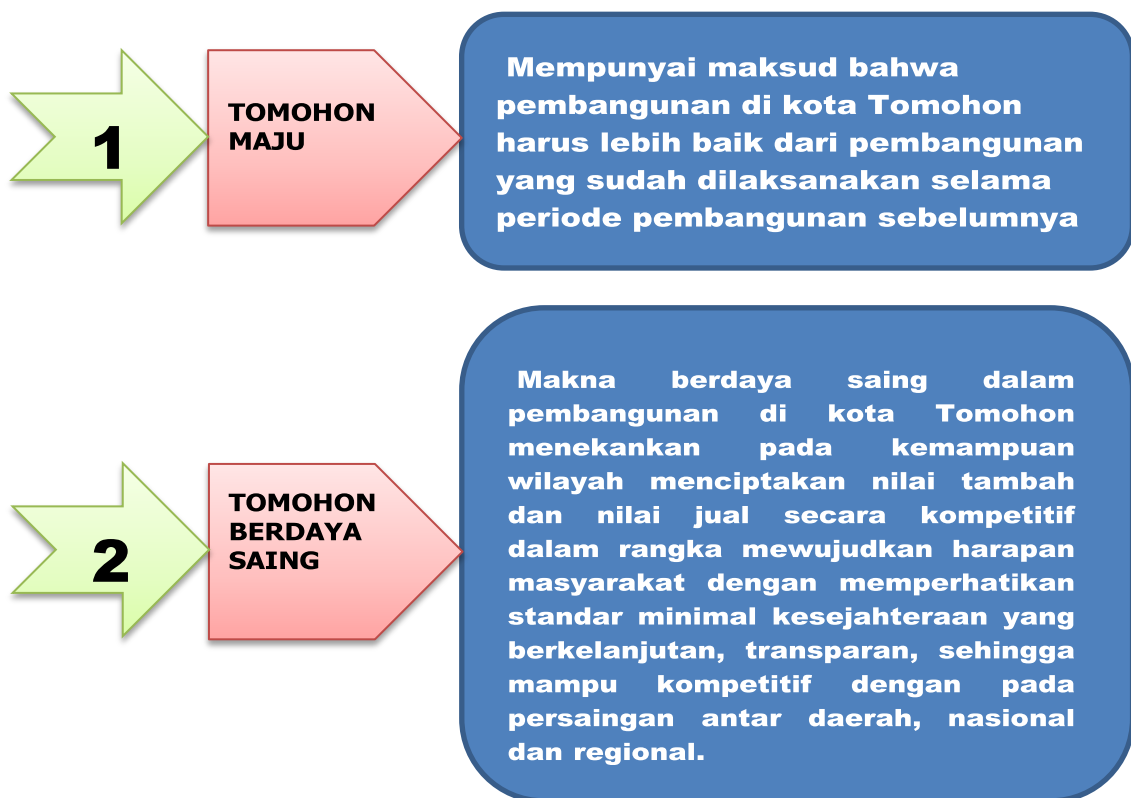 1
TOMOHON
MAJU
Mempunyai maksud bahwa
pembangunan di kota Tomohon
harus lebih baik dari pembangunan
yang sudah dilaksanakan selama
periode pembangunan sebelumnya
2
TOMOHON
BERDAYA
SAING
Makna berdaya saing dalam
pembangunan di kota Tomohon
menekankan pada kemampuan
wilayah menciptakan nilai tambah
dan nilai jual secara kompetitif
dalam rangka mewujudkan harapan
masyarakat dengan memperhatikan
standar minimal kesejahteraan yang
berkelanjutan, transparan, sehingga
mampu kompetitif dengan pada
persaingan antar daerah, nasional
dan regional.